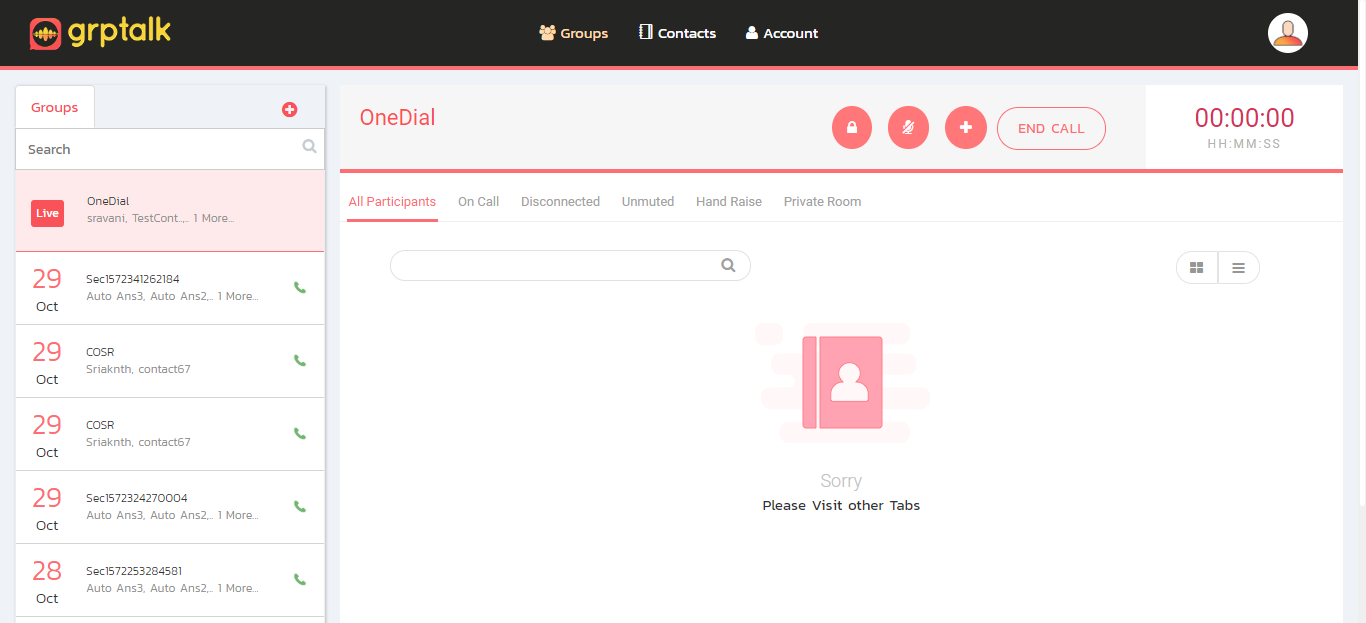 grptalk
Groups
Contacts
Account
Groups
Search
Live
OneDial
sravani, TestCont..,.. 1 More...
29
Oct
Sec1572341262184
Auto Ans3, Auto Ans2,.. 1 More...
29
Oct
COSR
Sriaknth, contact67
29
Oct
COSR
Sriaknth, contact67
29
Oct
Sec1572324270004
Auto Ans3, Auto Ans2,.. 1 More...
28
Oct
Sec1572253284581
Auto Ans3, Auto Ans2,.. 1 More...
OneDial
END CALL
00:00:00
HH:MM:SS
All Participants
On Call
Disconnected
Unmuted
Hand Raise
Private Room
Sorry
Please Visit other Tabs